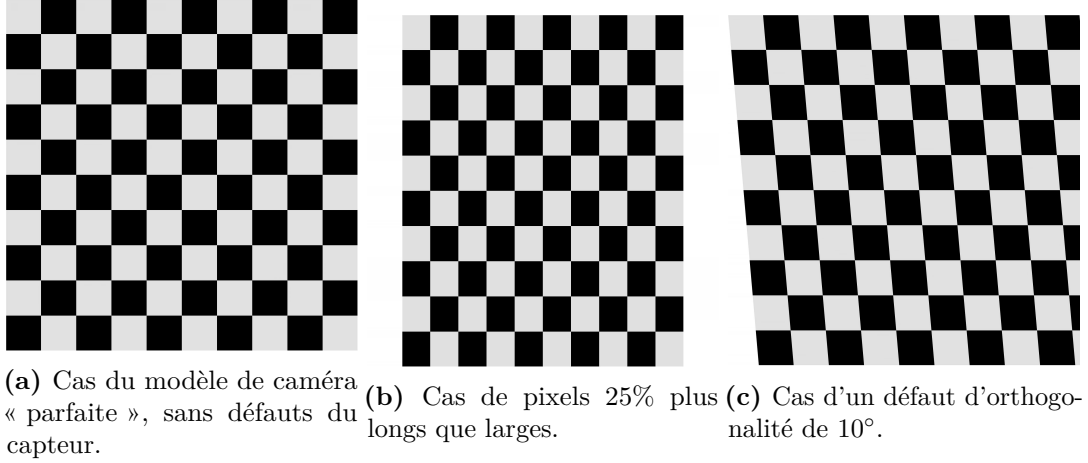 (a) Cas du modèle de caméra
« parfaite », sans défauts du
capteur.
(b) Cas de pixels 25% plus
longs que larges.
(c) Cas d'un défaut d'orthogo-
nalité de 10°.